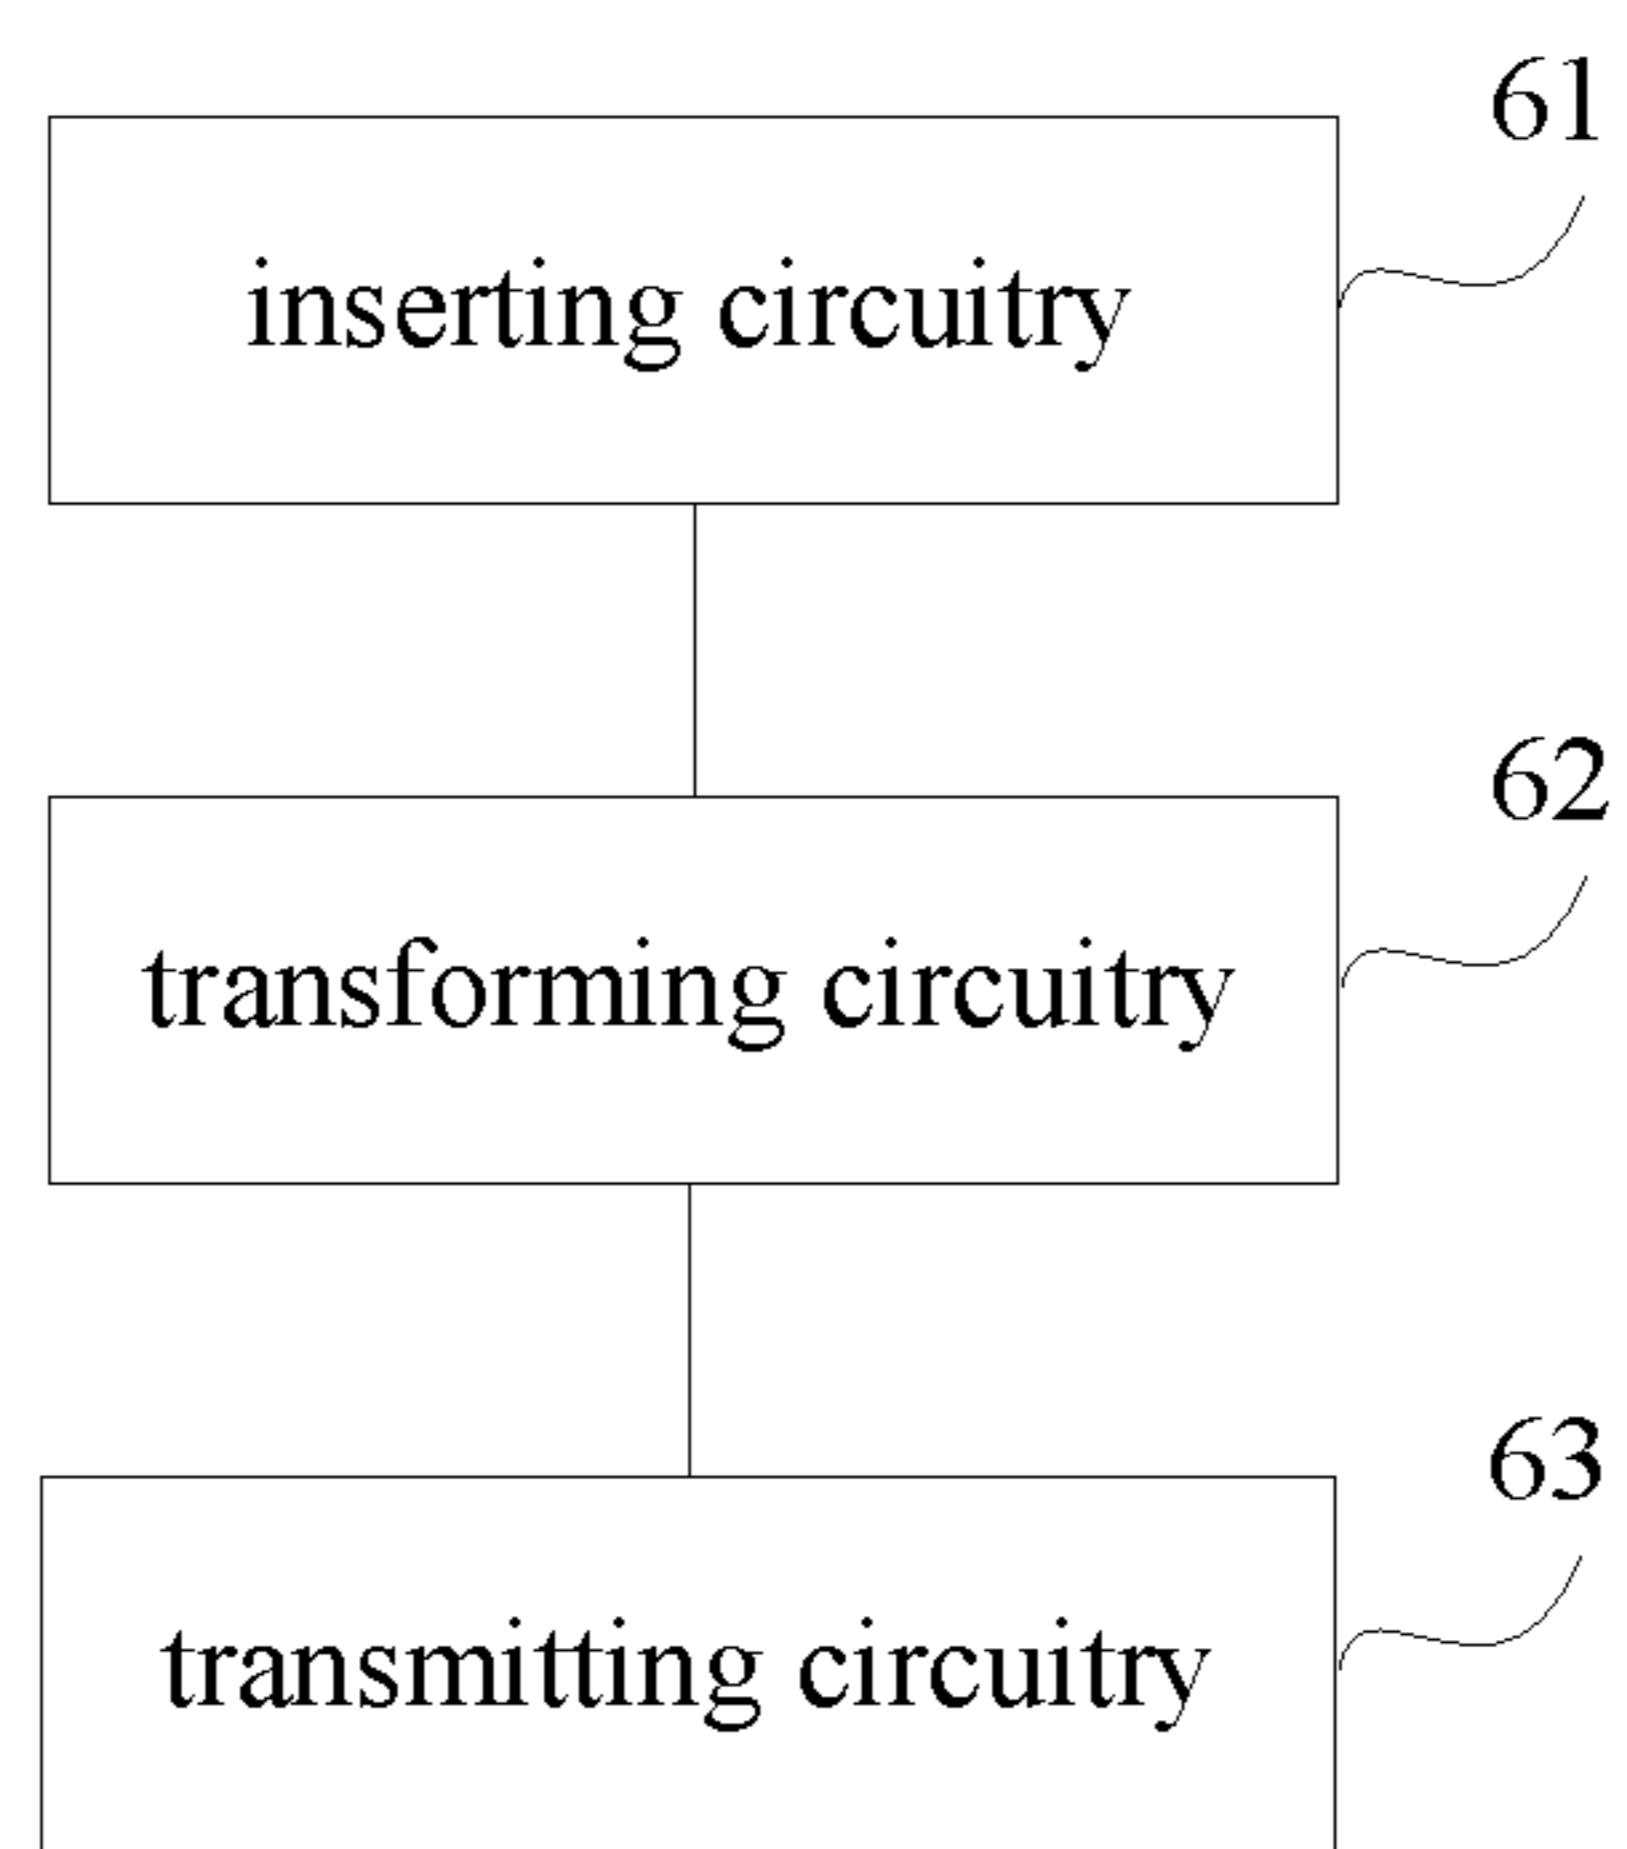 61
inserting circuitry
62
transforming circuitry
63
transmitting circuitry